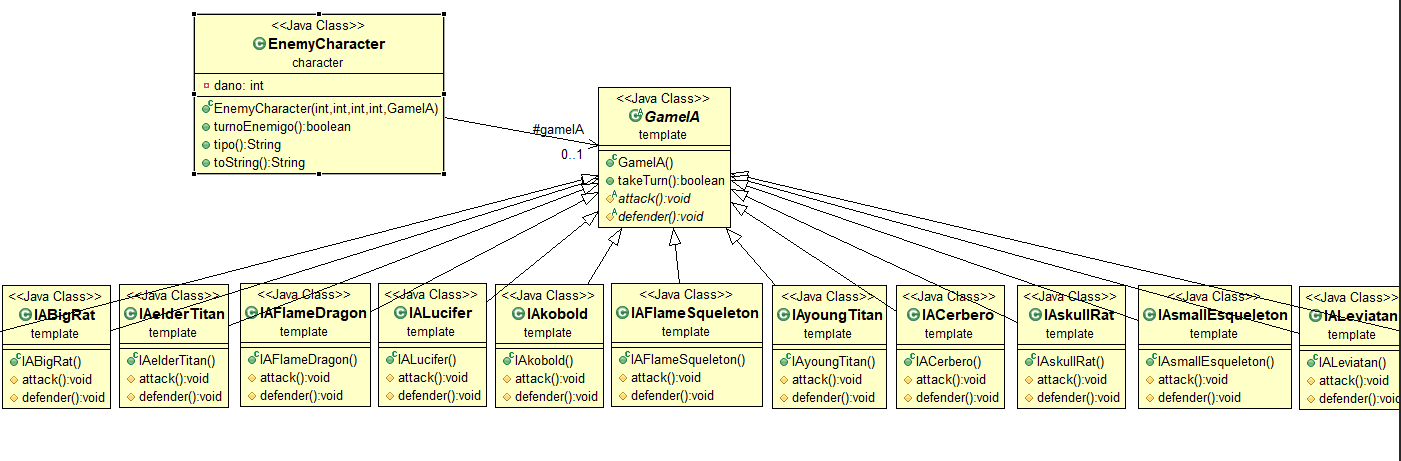 <<Java Class>>
EnemyCharacter
character
dano: int
EnemyCharacter(int,int,int,int,GameIA)
turnoEnemigo():boolean
tipo():String
toString():String
#gameIA
0..1
<<Java Class>>
GameIA
template
GameIA()
takeTurn():boolean
attack():void
defender():void
<<Java Class>>
IABigRat
template
IABigRat()
attack():void
defender():void
<<Java Class>>
IAelderTitan
template
IAelderTitan()
attack():void
defender():void
<<Java Class>>
IAFlameDragon
template
IAFlameDragon()
attack():void
defender():void
<<Java Class>>
IALucifer
template
IALucifer()
attack():void
defender():void
<<Java Class>>
IAkobold
template
IAkobold()
attack():void
defender():void
<<Java Class>>
IAFlameSqueleton
template
IAFlameSqueleton()
attack():void
defender():void
<<Java Class>>
IAyoungTitan
template
IAyoungTitan()
attack():void
defender():void
<<Java Class>>
IACerbero
template
IACerbero()
attack():void
defender():void
<<Java Class>>
IAskullRat
template
IAskullRat()
attack():void
defender():void
<<Java Class>>
IAsmallEsqueleton
template
IAsmallEsqueleton()
attack():void
defender():void
<<Java Class>>
IALeviatan
template
IALeviatan()
attack():void
defender():void